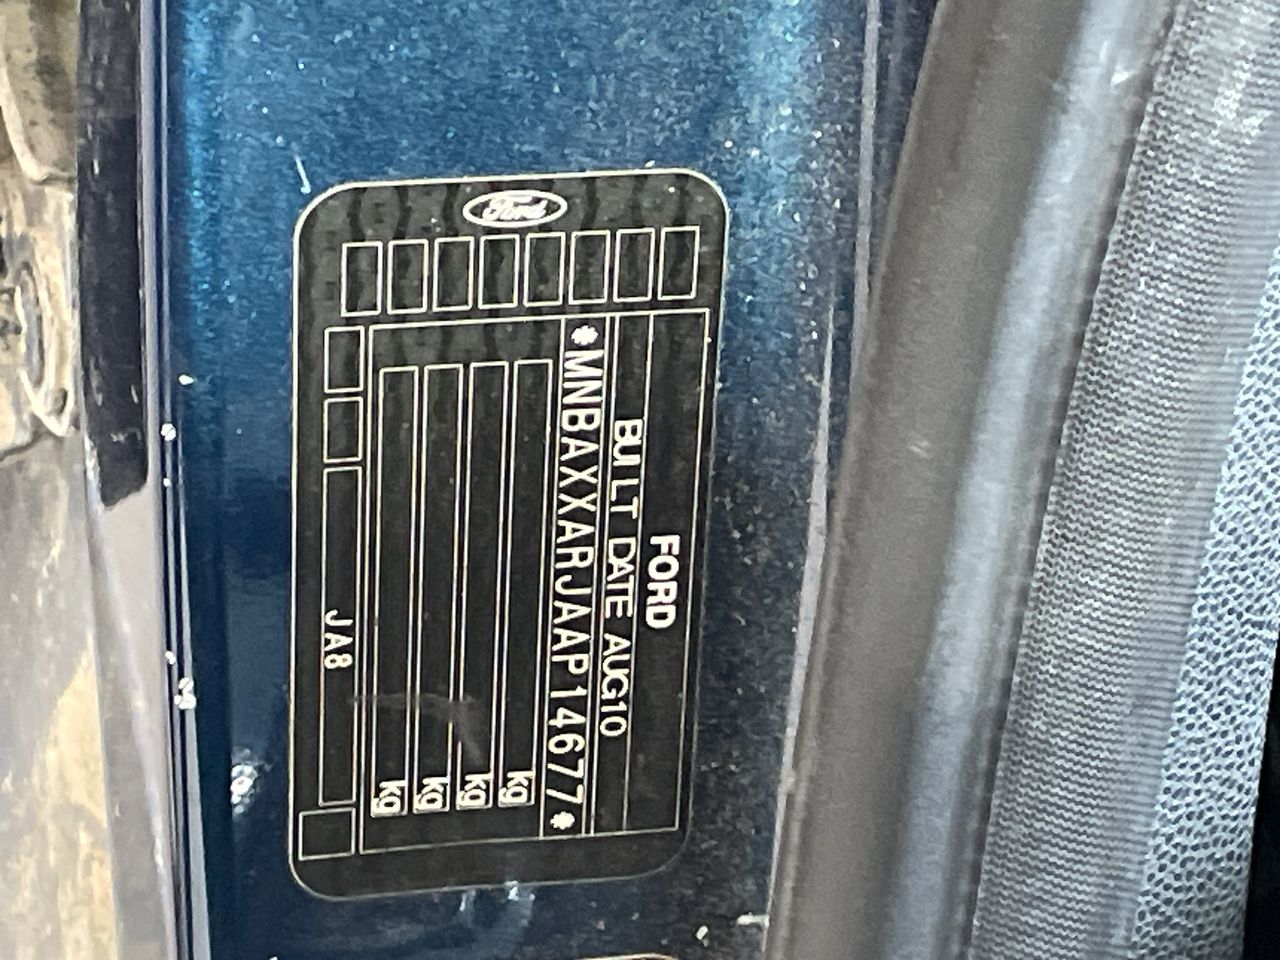 Ford
FORD
BUILT DATE AUG10
*MNBAXXARJAAP14677*
kg
kg
kg
kg
JA8